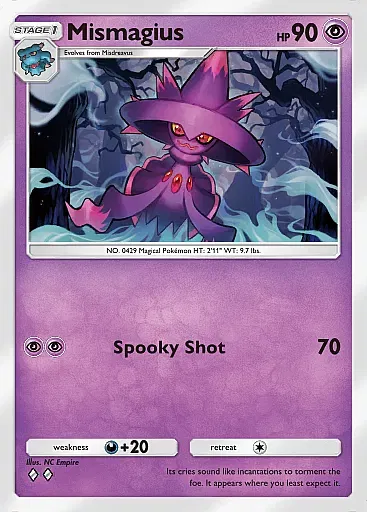 STAGE 1
Mismagius
HP 90
Evolves from Misdreavus
NO. 0429 Magical Pokémon HT: 2'11" WT: 9.7 lbs.
Spooky Shot 70
weakness +20
retreat
Illus. NC Empire
Its cries sound like incantations to torment the
foe. It appears where you least expect it.